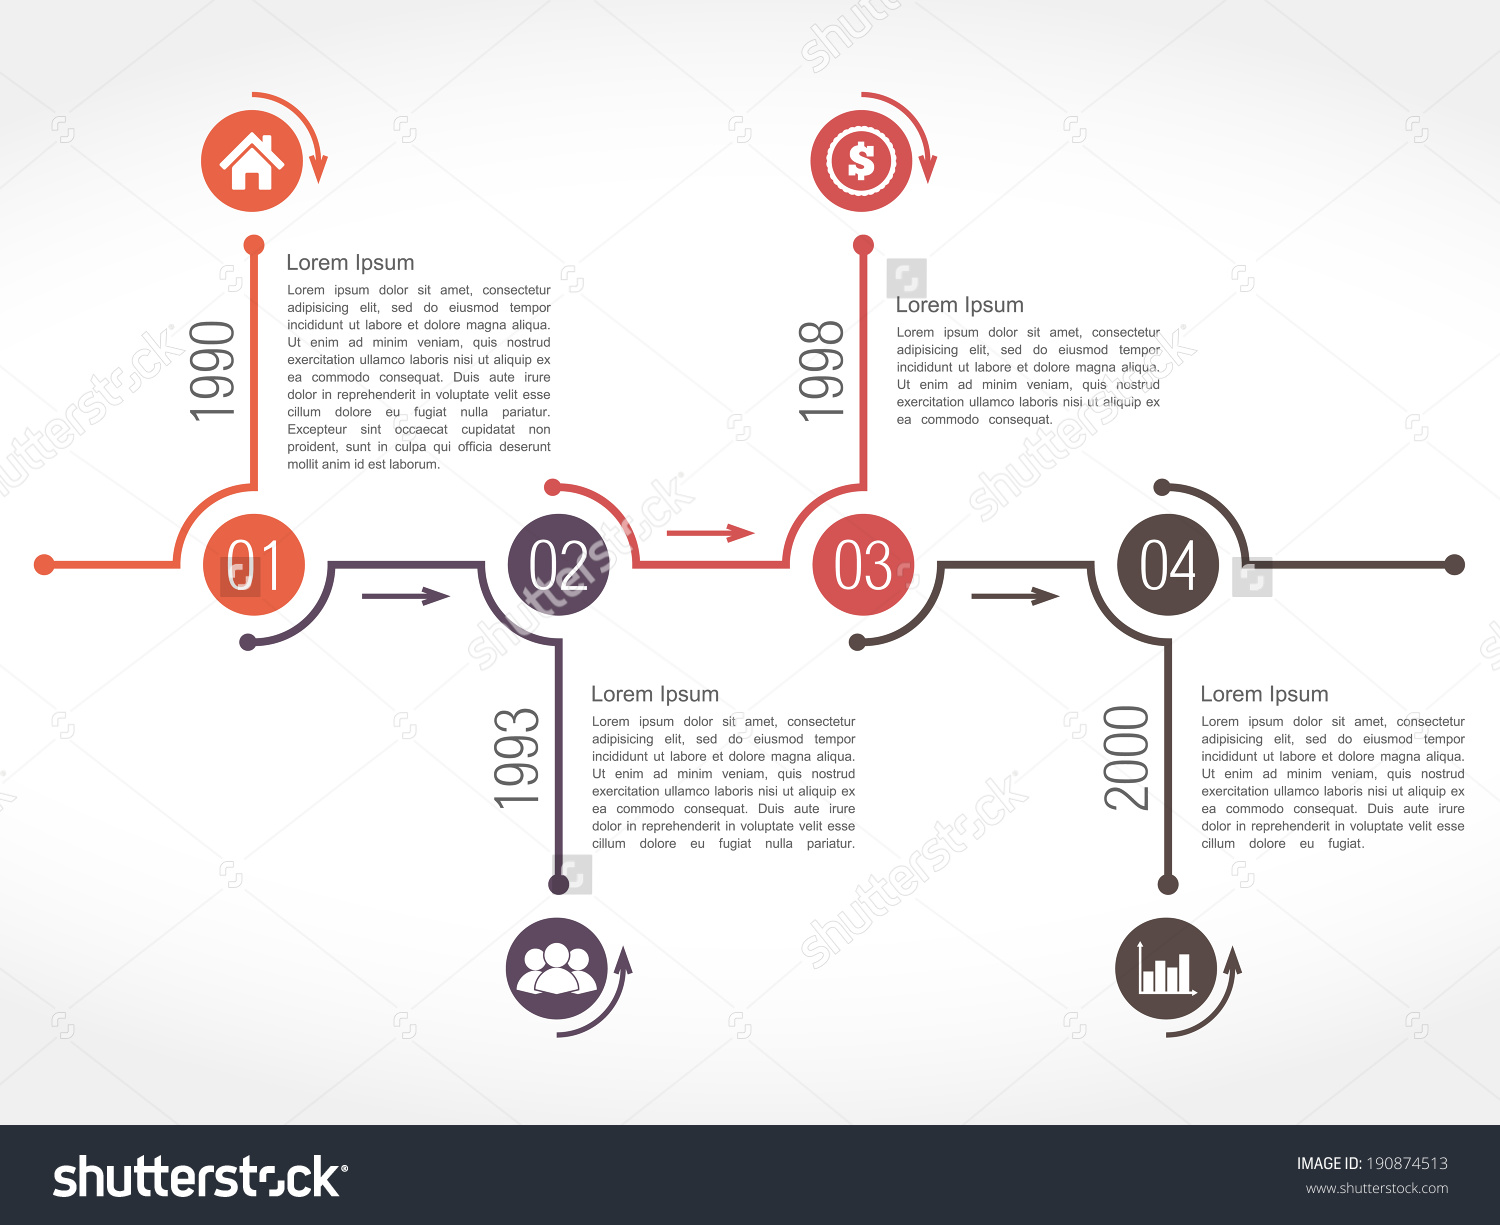 1990
Lorem Ipsum
Lorem ipsum dolor sit amet, consectetur
adipisicing elit, sed do eiusmod tempor
incididunt ut labore et dolore magna aliqua.
Ut enim ad minim veniam, quis nostrud
exercitation ullamco laboris nisi ut aliquip ex
ea commodo consequat. Duis aute irure
dolor in reprehenderit in voluptate velit esse
cillum dolore eu fugiat nulla pariatur.
Excepteur sint occaecat cupidatat non
proident, sunt in culpa qui officia deserunt
mollit anim id est laborum.
1998
Lorem Ipsum
Lorem ipsum dolor sit amet, consectetur
adipisicing elit, sed do eiusmod tempor
incididunt ut labore et dolore magna aliqua.
Ut enim ad minim veniam, quis nostrud
exercitation ullamco laboris nisi ut aliquip ex
ea commodo consequat.
01
02
03
04
1993
Lorem Ipsum
Lorem ipsum dolor sit amet, consectetur
adipisicing elit, sed do eiusmod tempor
incididunt ut labore et dolore magna aliqua.
Ut enim ad minim veniam, quis nostrud
exercitation ullamco laboris nisi ut aliquip ex
ea commodo consequat. Duis aute irure
dolor in reprehenderit in voluptate velit esse
cillum dolore eu fugiat nulla pariatur.
2000
Lorem Ipsum
Lorem ipsum dolor sit amet, consectetur
adipisicing elit, sed do eiusmod tempor
incididunt ut labore et dolore magna aliqua.
Ut enim ad minim veniam, quis nostrud
exercitation ullamco laboris nisi ut aliquip ex
ea commodo consequat. Duis aute irure
dolor in reprehenderit in voluptate velit esse
cillum dolore eu fugiat.
$
shutterstock
shutterstock
shutterstock
shutterstock
shutterstock®
IMAGE ID: 190874513
www.shutterstock.com